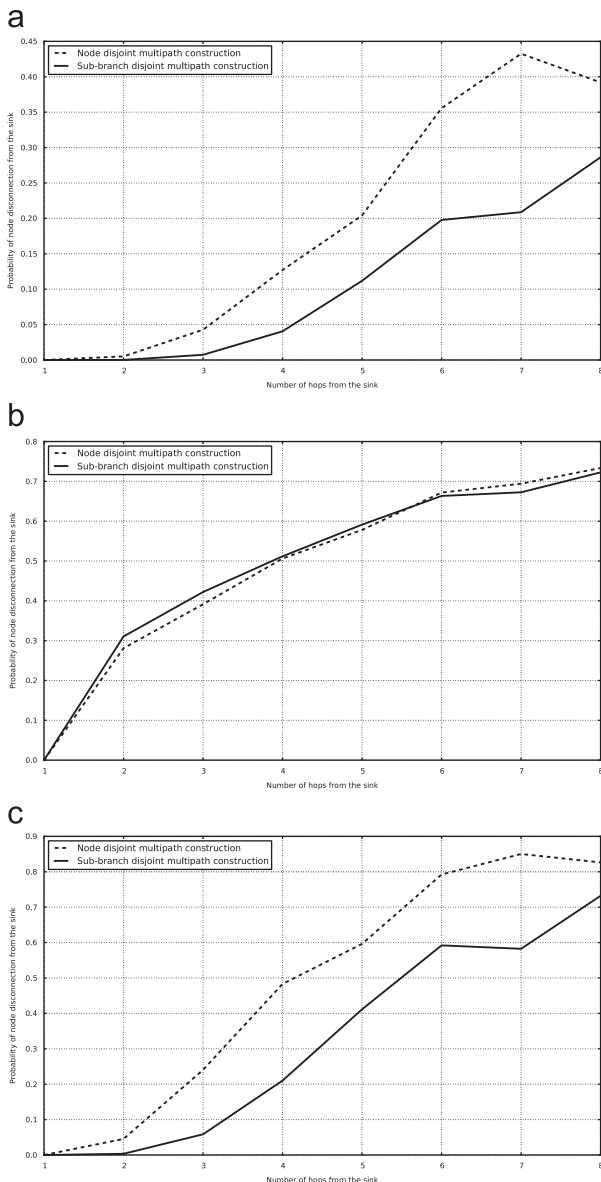 a
0.45
Node disjoint multipath construction
Sub-branch disjoint multipath construction
0.40
0.35
0.30
0.25
0.20
0.15
0.10
0.05
0.00
Probability of node disconnection from the sink
1 2 3 4 5 6 7 8
Number of hops from the sink
b
0.8
Node disjoint multipath construction
Sub-branch disjoint multipath construction
0.7
0.6
0.5
0.4
0.3
0.2
0.1
0.0
Probability of node disconnection from the sink
1 2 3 4 5 6 7 8
Number of hops from the sink
c
0.9
Node disjoint multipath construction
Sub-branch disjoint multipath construction
0.8
0.7
0.6
0.5
0.4
0.3
0.2
0.1
0.0
Probability of node disconnection from the sink
1 2 3 4 5 6 7 8
Number of hops from the sink